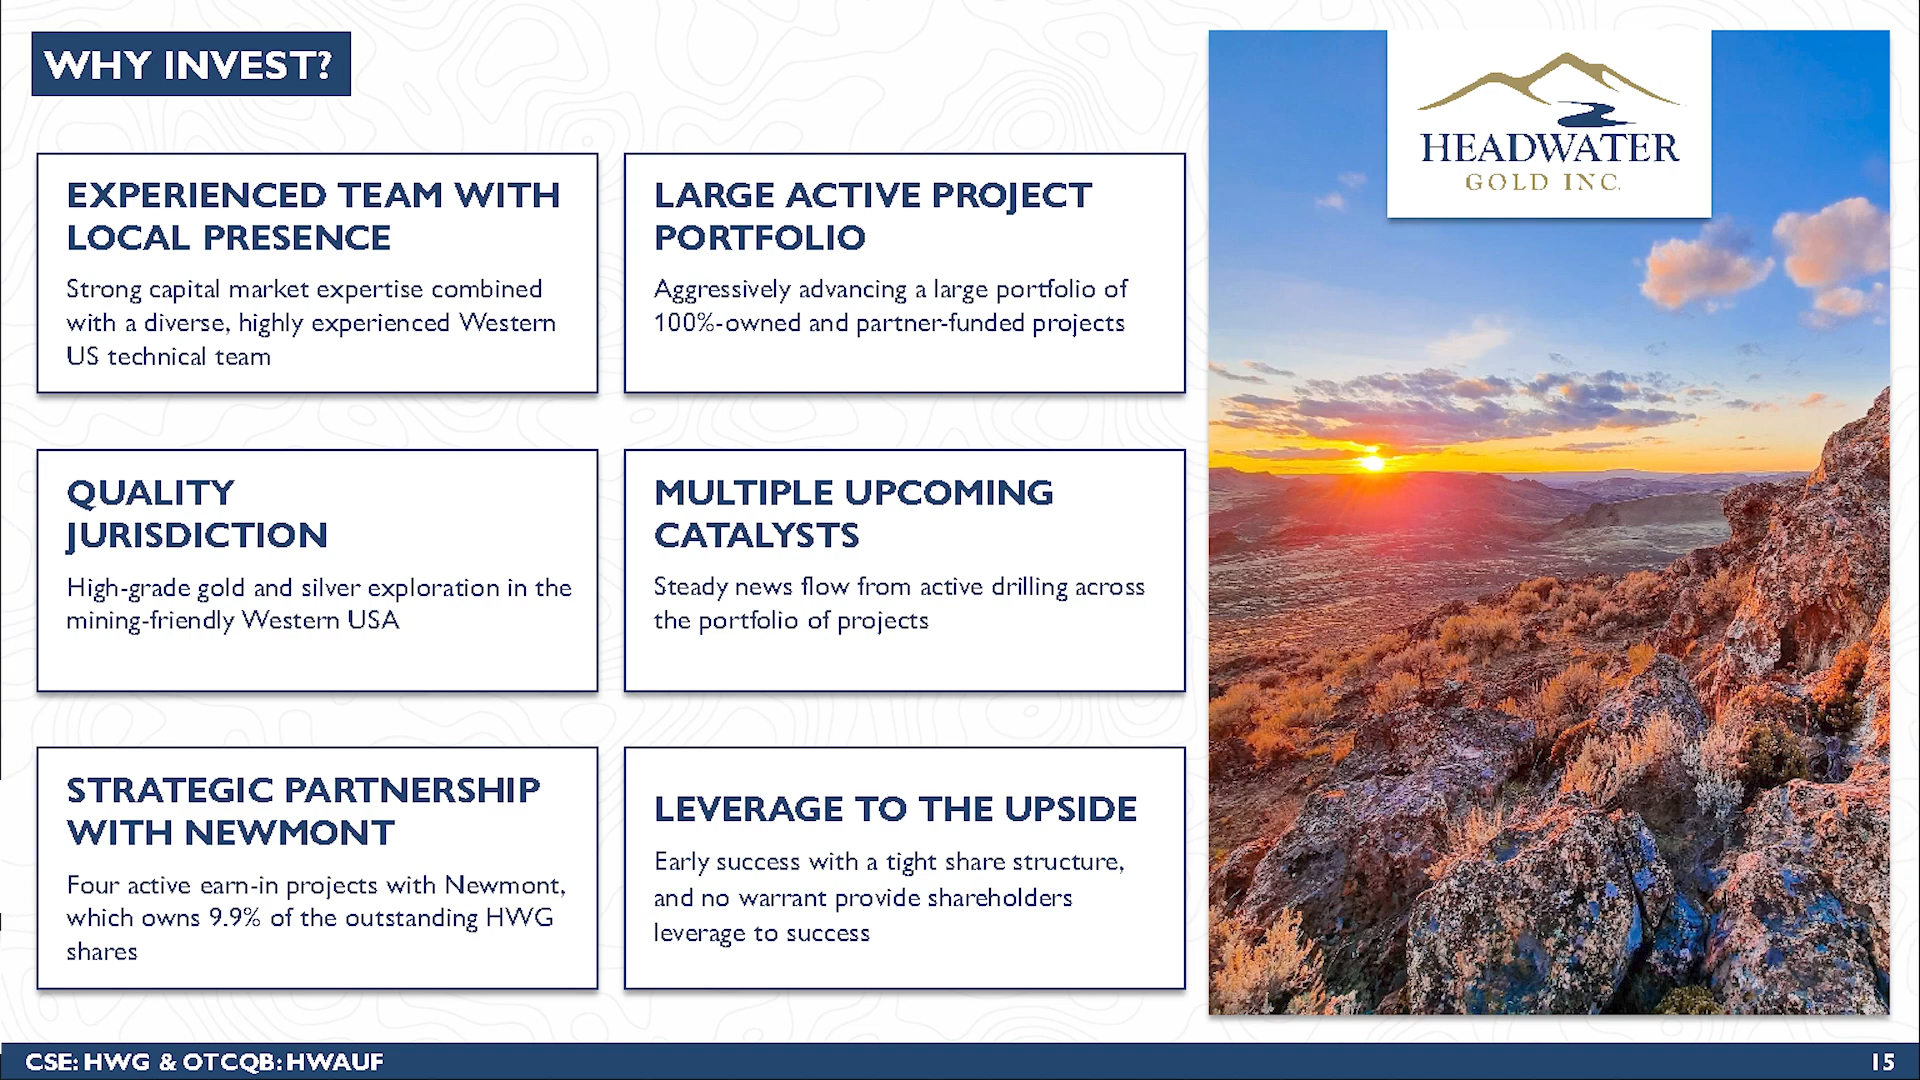 WHY INVEST?
EXPERIENCED TEAM WITH
LOCAL PRESENCE
Strong capital market expertise combined
with a diverse, highly experienced Western
US technical team
LARGE ACTIVE PROJECT
PORTFOLIO
Aggressively advancing a large portfolio of
100%-owned and partner-funded projects
QUALITY
JURISDICTION
High-grade gold and silver exploration in the
mining-friendly Western USA
MULTIPLE UPCOMING
CATALYSTS
Steady news flow from active drilling across
the portfolio of projects
STRATEGIC PARTNERSHIP
WITH NEWMONT
Four active earn-in projects with Newmont,
which owns 9.9% of the outstanding HWG
shares
LEVERAGE TO THE UPSIDE
Early success with a tight share structure,
and no warrant provide shareholders
leverage to success
HEADWATER
GOLD INC.
CSE: HWG & OTCQB: HWAUF
15